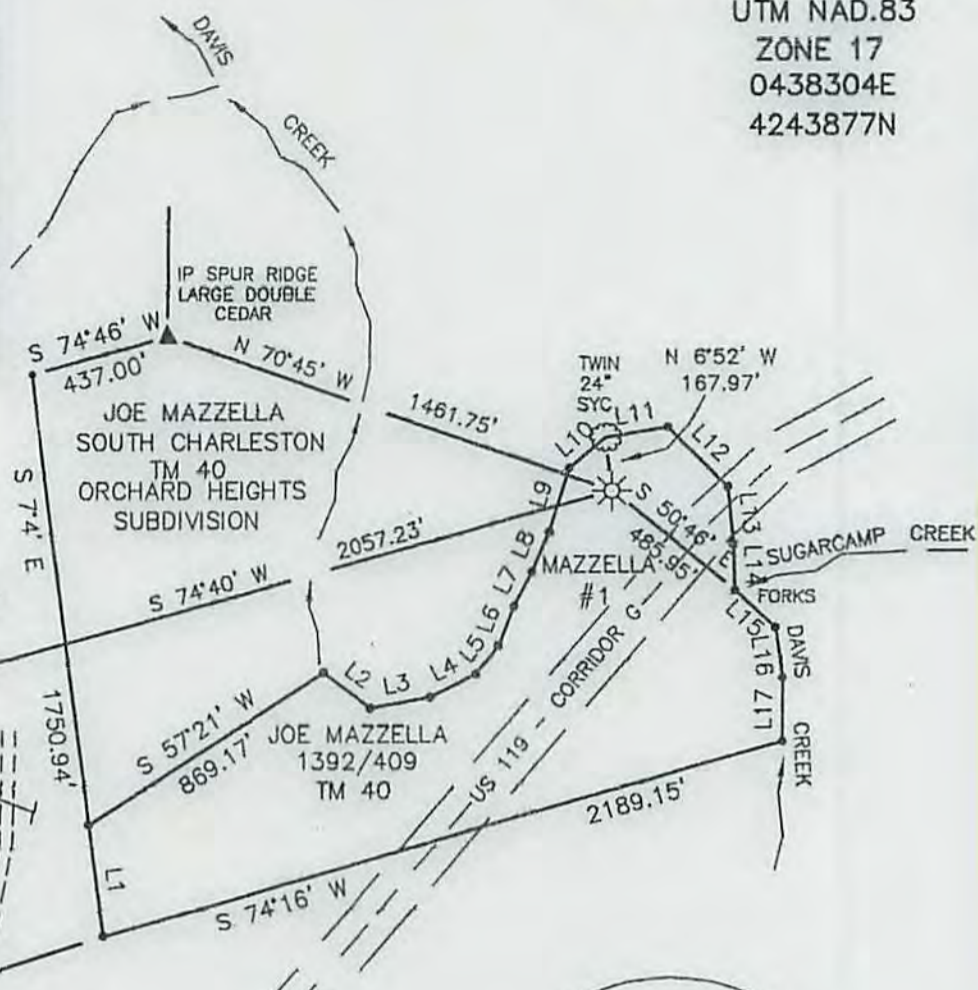 UTM NAD.83
ZONE 17
0438304E
4243877N
DAVIS
CREEK
IP SPUR RIDGE
LARGE DOUBLE
CEDAR
S 74°46' W
437.00'
N 70°45' W
1461.75'
TWIN
24"
SYC
N 6°52' W
167.97'
JOE MAZZELLA
SOUTH CHARLESTON
TM 40
ORCHARD HEIGHTS
SUBDIVISION
S 7°4' E
1750.94'
L10
L11
L12
L9
L13
L14
S 50°46' E
485.95'
SUGARCAMP CREEK
FORKS
2057.23'
S 74°40' W
L8
L7
L6
L5
L4
L3
L2
MAZZELLA
#1
L15
L16
L17
DAVIS
CREEK
US 119 - CORRIDOR G
S 57°21' W
869.17'
JOE MAZZELLA
1392/409
TM 40
2189.15'
L1
S 74°16' W